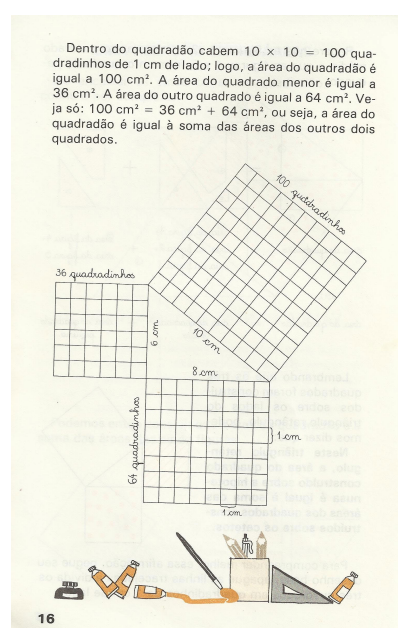 Dentro do quadradão cabem 10 × 10 = 100 qua-
dradinhos de 1 cm de lado; logo, a área do quadradão é
igual a 100 cm². A área do quadrado menor é igual a
36 cm². A área do outro quadrado é igual a 64 cm². Ve-
ja só: 100 cm² = 36 cm² + 64 cm², ou seja, a área do
quadradão é igual à soma das áreas dos outros dois
quadrados.
100 quadradinhos
36 quadradinhos
6 cm
10 cm
8 cm
64 quadradinhos
1 cm
1 cm
16